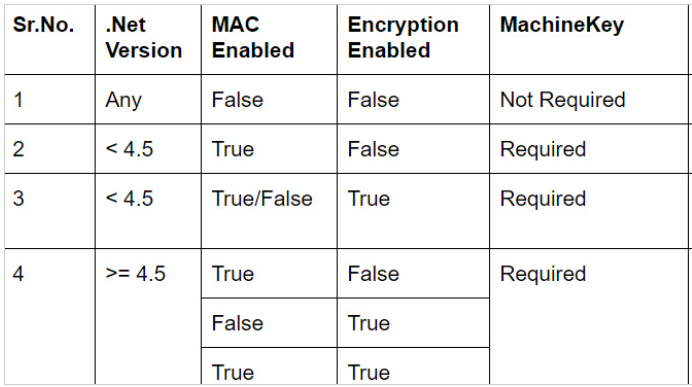 Sr.No. .Net Version MAC Enabled Encryption Enabled MachineKey
1 Any False False Not Required
2 < 4.5 True False Required
3 < 4.5 True/False True Required
4 >= 4.5 True False Required
False True
True True